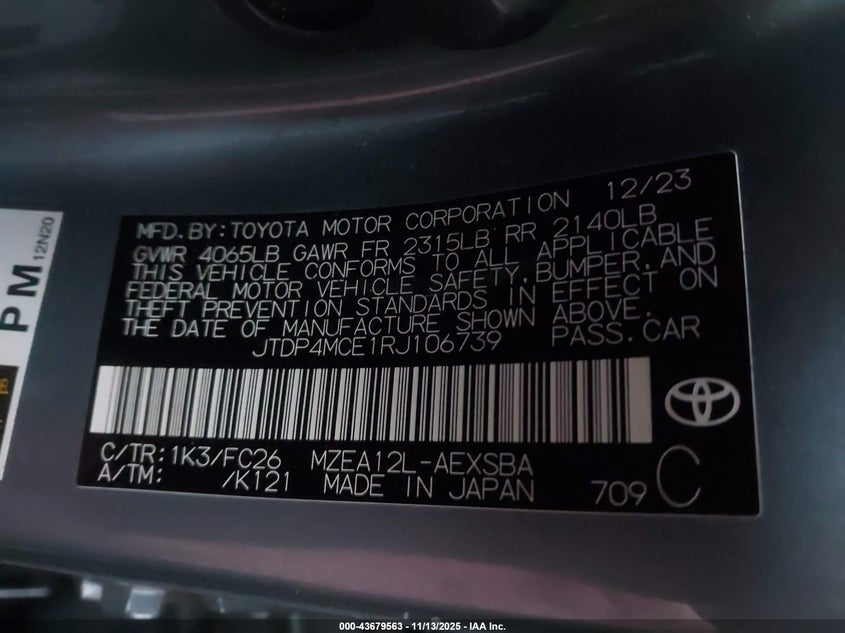 12/23
MFD.BY:TOYOTA MOTOR CORPORATION
GVWR 4065LB GAWR FR 2315LB RR 2140LB
THIS VEHICLE CONFORMS TO ALL APPLICABLE
FEDERAL MOTOR VEHICLE SAFETY,BUMPER,AND
THEFT PREVENTION STANDARDS IN EFFECT ON
THE DATE OF MANUFACTURE SHOWN ABOVE.
JTDP4MCE1RJ106739 PASS.CAR
C/TR:1K3/FC26 MZEA12L-AEXSBA
A/TM: /K121 MADE IN JAPAN 709 C
PM
12N20
000-43679563 - 11/13/2025 - IAA Inc.